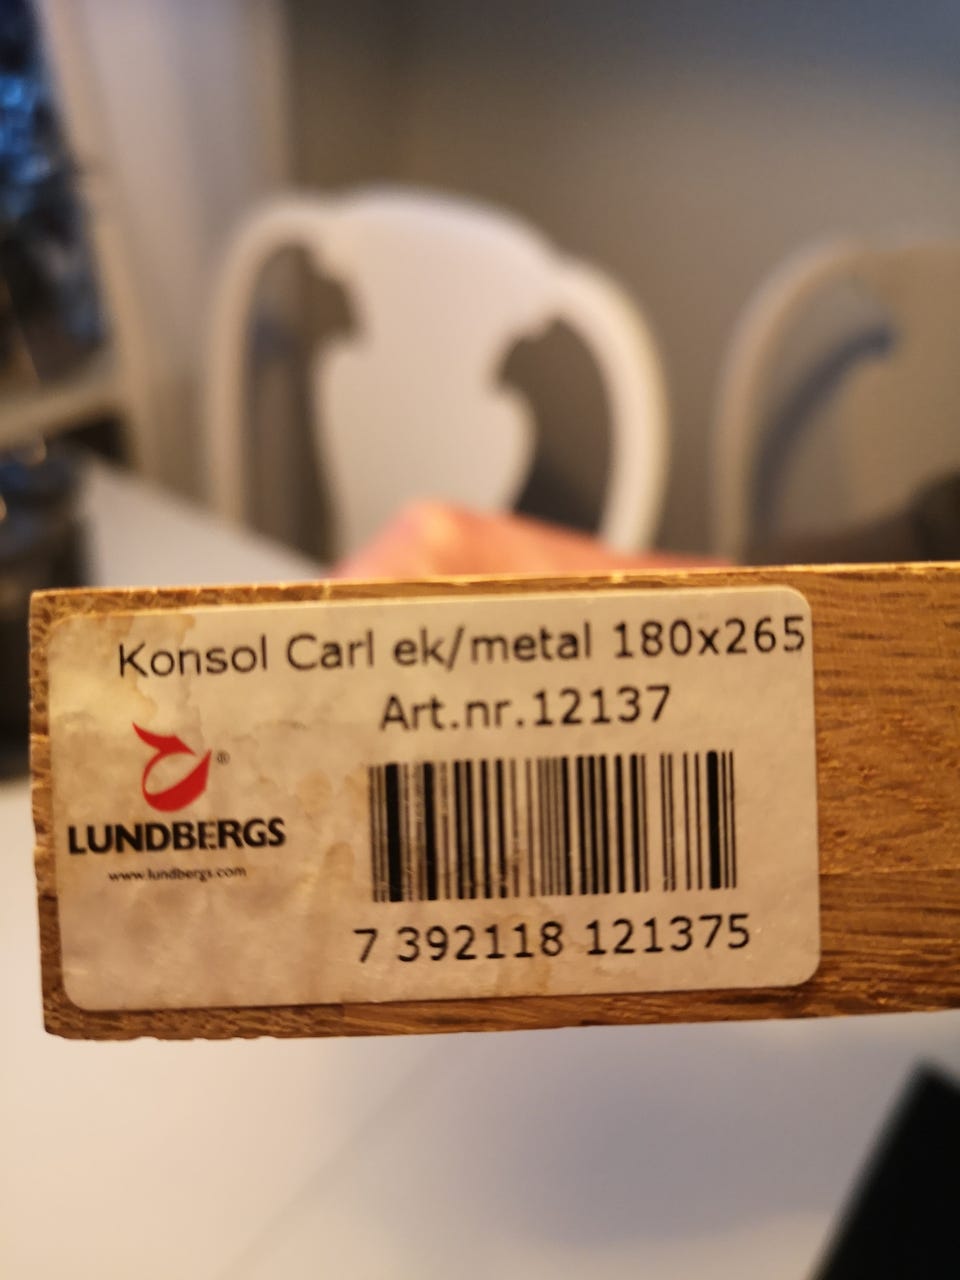 Konsol Carl ek/metal 180x265
Art.nr.12137
®
LUNDBERGS
www.lundbergs.com
7 392118 121375